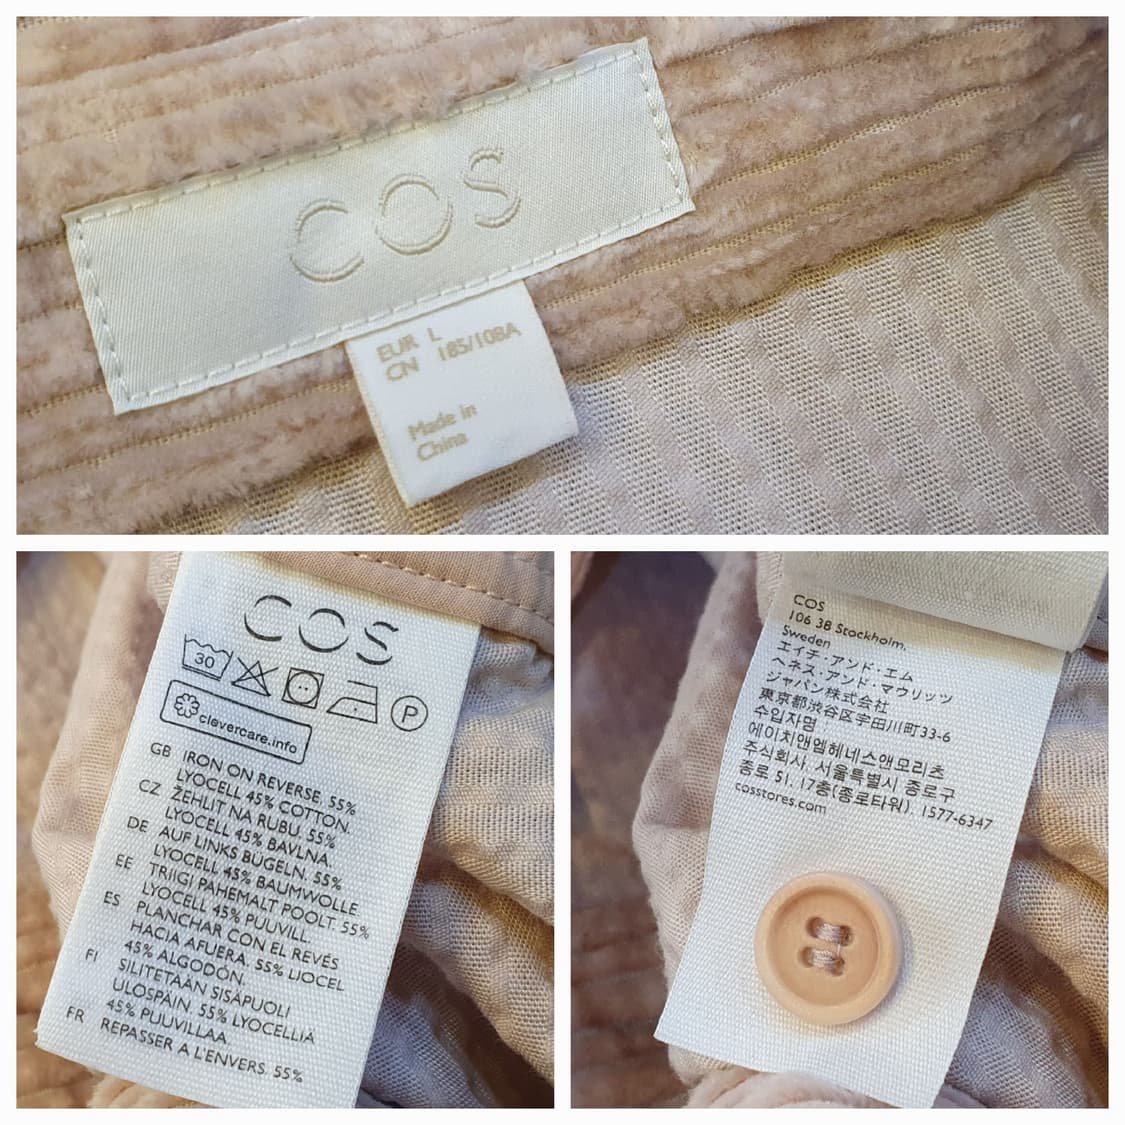 COS
EUR L
CN 185/108A
Made in
China
COS
30
P
clevercare.info
GB IRON ON REVERSE. 55%
LYOCELL 45% COTTON.
CZ ŽEHLIT NA RUBU. 55%
LYOCELL 45% BAVLNA.
DE AUF LINKS BÜGELN. 55%
LYOCELL 45% BAUMWOLLE
EE TRIIGI PAHEMALT POOLT. 55%
LYOCELL 45% PUUVILL.
ES PLANCHAR CON EL REVÉS
HACIA AFUERA. 55% LIOCEL
45% ALGODÓN.
FI SILITETÄÄN SISÄPUOLI
ULOSPÄIN. 55% LYOCELLIÄ
45% PUUVILLAA.
FR REPASSER A L'ENVERS. 55%
COS
106 38 Stockholm.
Sweden
エイチ・アンド・エム
ヘネス・アンド・マウリッツ
ジャパン株式会社
東京都渋谷区宇田川町33-6
수입자명
에이치앤엠헤네스앤모리츠
주식회사. 서울특별시 종로구
종로 51. 17층(종로타워). 1577-6347
cosstores.com